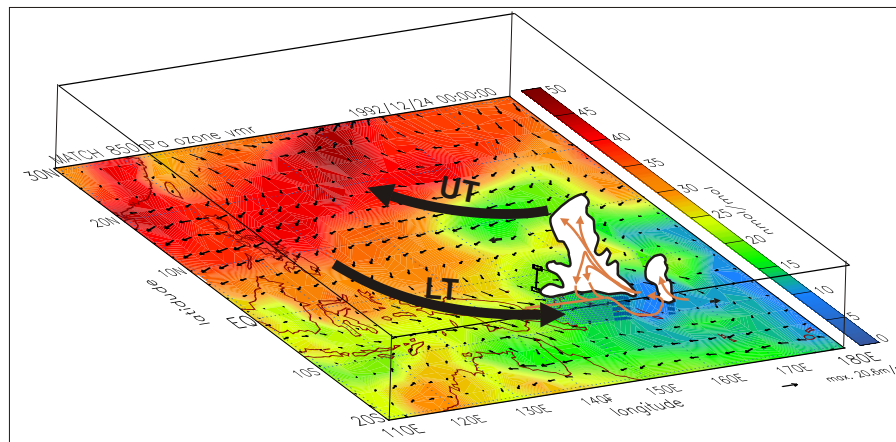 MATCH 850hPa ozone vmr
1992/12/24 00:00:00
30N
20N
10N
EQ
10S
20S
latitude
110E
120E
130E
140E
150E
160E
170E
180E
longitude
UT
LT
50
45
40
35
30
25
20
15
10
5
0
nmol/mol
max. 20.6m/s